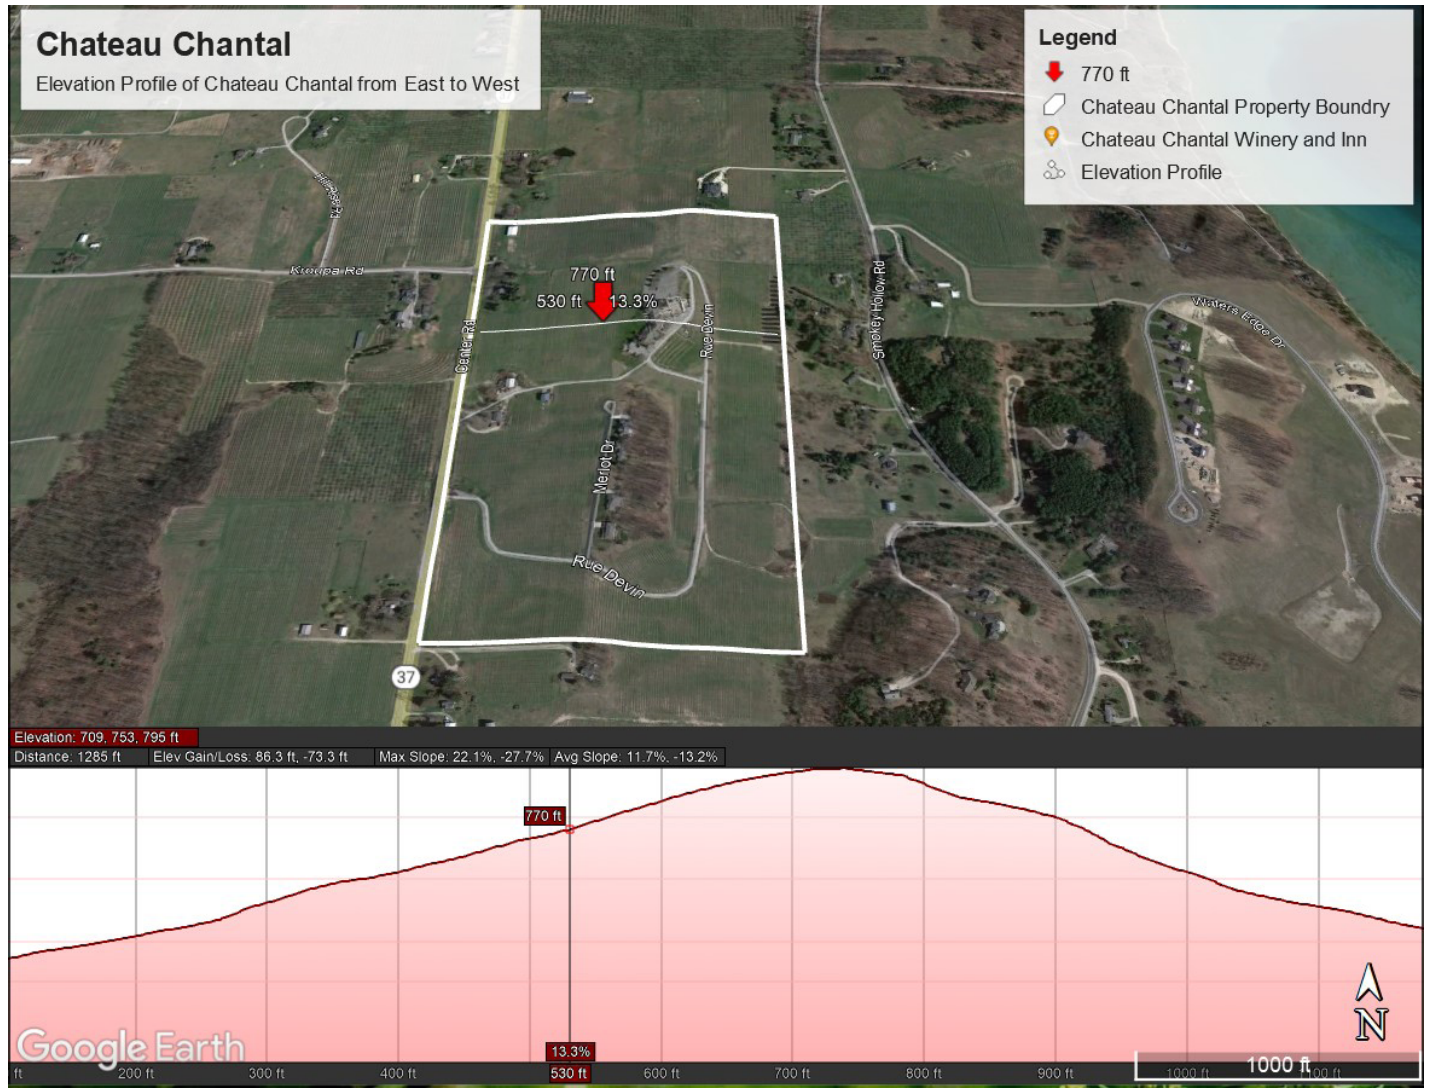 Chateau Chantal
Elevation Profile of Chateau Chantal from East to West
Legend
770 ft
Chateau Chantal Property Boundry
Chateau Chantal Winery and Inn
Elevation Profile
Kroupa Rd
770 ft
530 ft 13.3%
Center Rd
Rue Devin
Smokey Hollow Rd
Waters Edge Dr
Merlot Dr
Rue Devin
37
Elevation: 709, 753, 795 ft
Distance: 1285 ft
Elev Gain/Loss: 86.3 ft, -73.3 ft
Max Slope: 22.1%, -27.7%
Avg Slope: 11.7%, -13.2%
770 ft
N
Google Earth
13.3%
ft
200 ft
300 ft
400 ft
530 ft
600 ft
700 ft
800 ft
900 ft
1000 ft
1000 ft